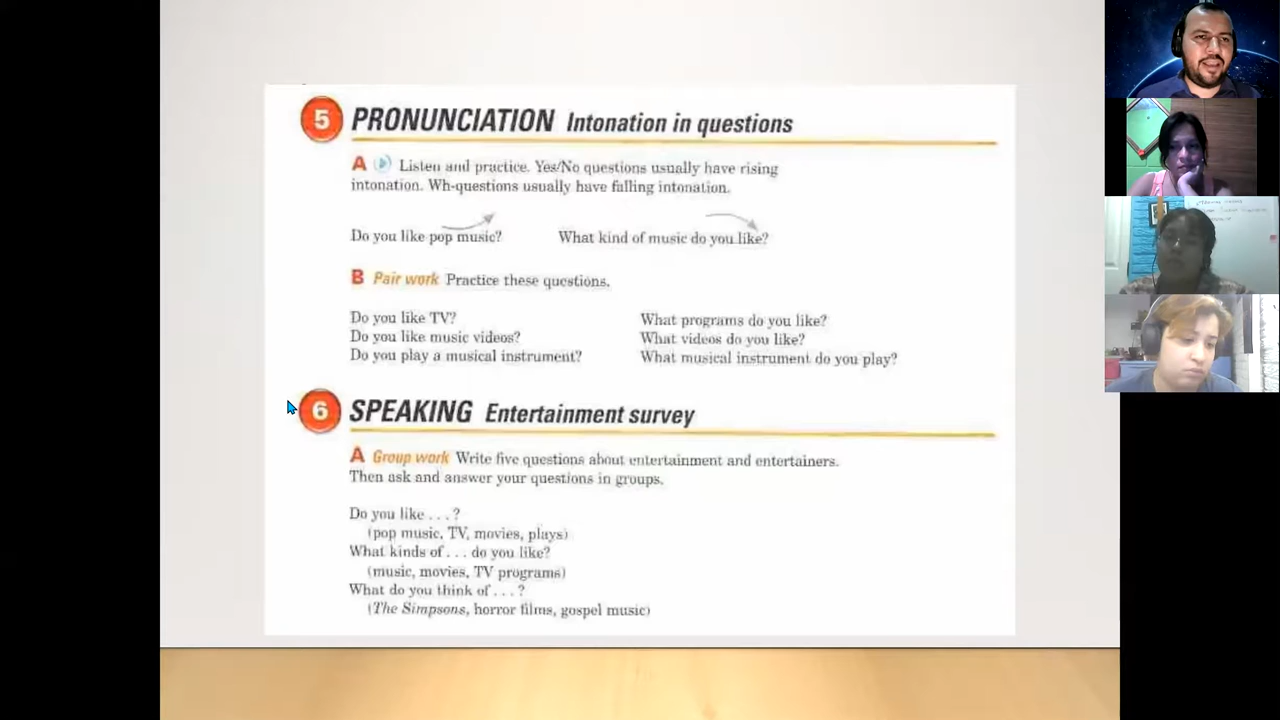 5 PRONUNCIATION Intonation in questions
A Listen and practice. Yes/No questions usually have rising
intonation. Wh-questions usually have falling intonation.
Do you like pop music? What kind of music do you like?
B Pair work Practice these questions.
Do you like TV? What programs do you like?
Do you like music videos? What videos do you like?
Do you play a musical instrument? What musical instrument do you play?
6 SPEAKING Entertainment survey
A Group work Write five questions about entertainment and entertainers.
Then ask and answer your questions in groups.
Do you like . . . ?
(pop music, TV, movies, plays)
What kinds of . . . do you like?
(music, movies, TV programs)
What do you think of . . . ?
(The Simpsons, horror films, gospel music)